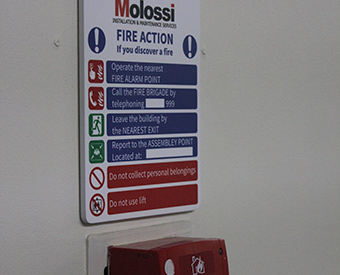 Molossi
INSTALLATION & MAINTENANCE SERVICES
FIRE ACTION
If you discover a fire
Operate the nearest
FIRE ALARM POINT
Call the FIRE BRIGADE by
telephoning 999
Leave the building by
the NEAREST EXIT
Report to the ASSEMBLY POINT
Located at:
Do not collect personal belongings
Do not use lift